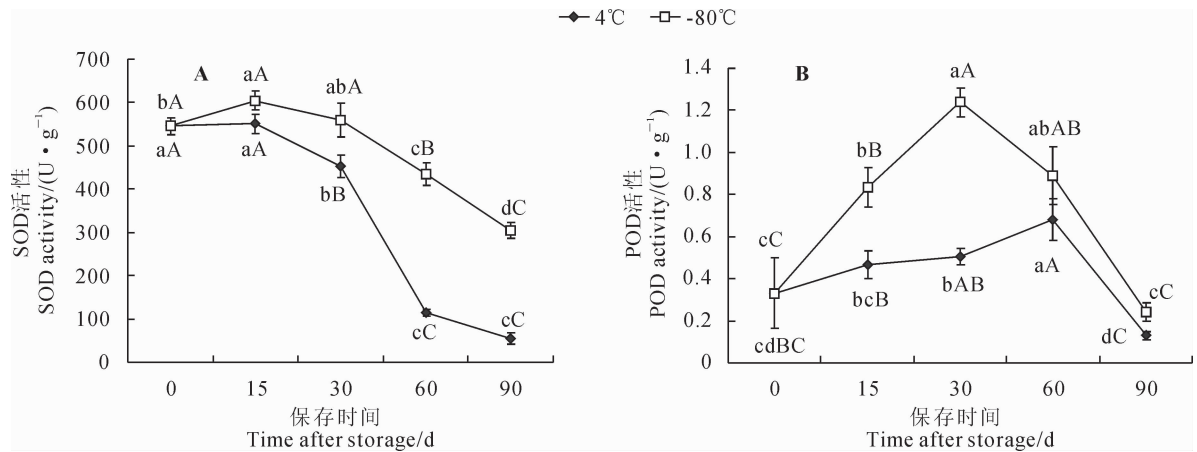 4℃ -80℃
A
700
600
500
400
300
200
100
0
SOD活性
SOD activity/(U·g⁻¹)
bA
aA
aA
aA
abA
bB
cB
cC
dC
cC
0 15 30 60 90
保存时间
Time after storage/d
B
1.4
1.2
1.0
0.8
0.6
0.4
0.2
0
POD活性
POD activity/(U·g⁻¹)
cC
cdBC
bB
bcB
aA
bAB
abAB
aA
cC
dC
0 15 30 60 90
保存时间
Time after storage/d